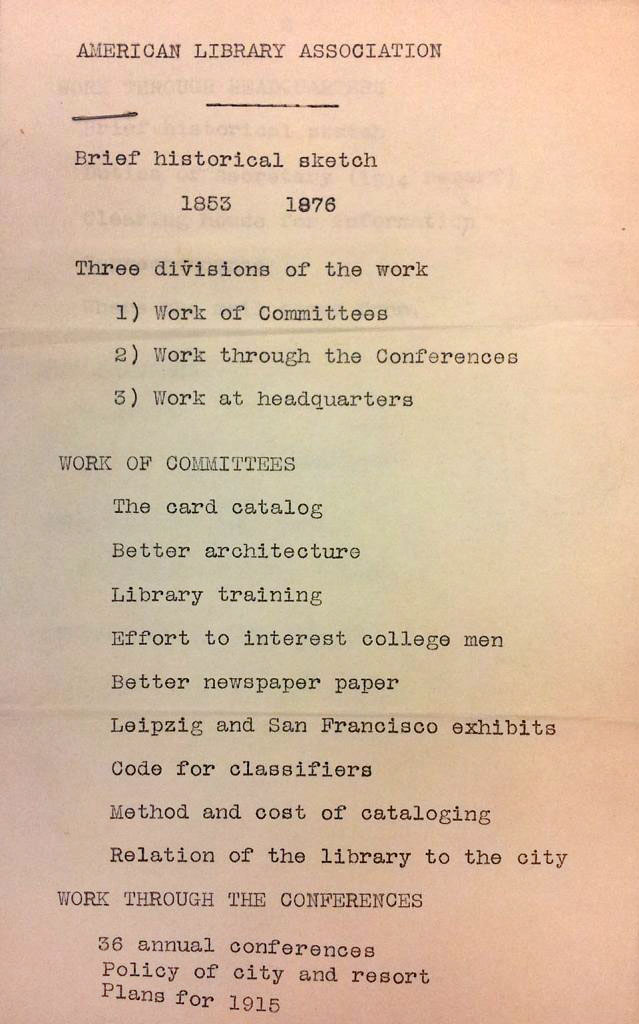 AMERICAN LIBRARY ASSOCIATION
Brief historical sketch
1853 1876
Three divisions of the work
1) Work of Committees
2) Work through the Conferences
3) Work at headquarters
WORK OF COMMITTEES
The card catalog
Better architecture
Library training
Effort to interest college men
Better newspaper paper
Leipzig and San Francisco exhibits
Code for classifiers
Method and cost of cataloging
Relation of the library to the city
WORK THROUGH THE CONFERENCES
36 annual conferences
Policy of city and resort
Plans for 1915